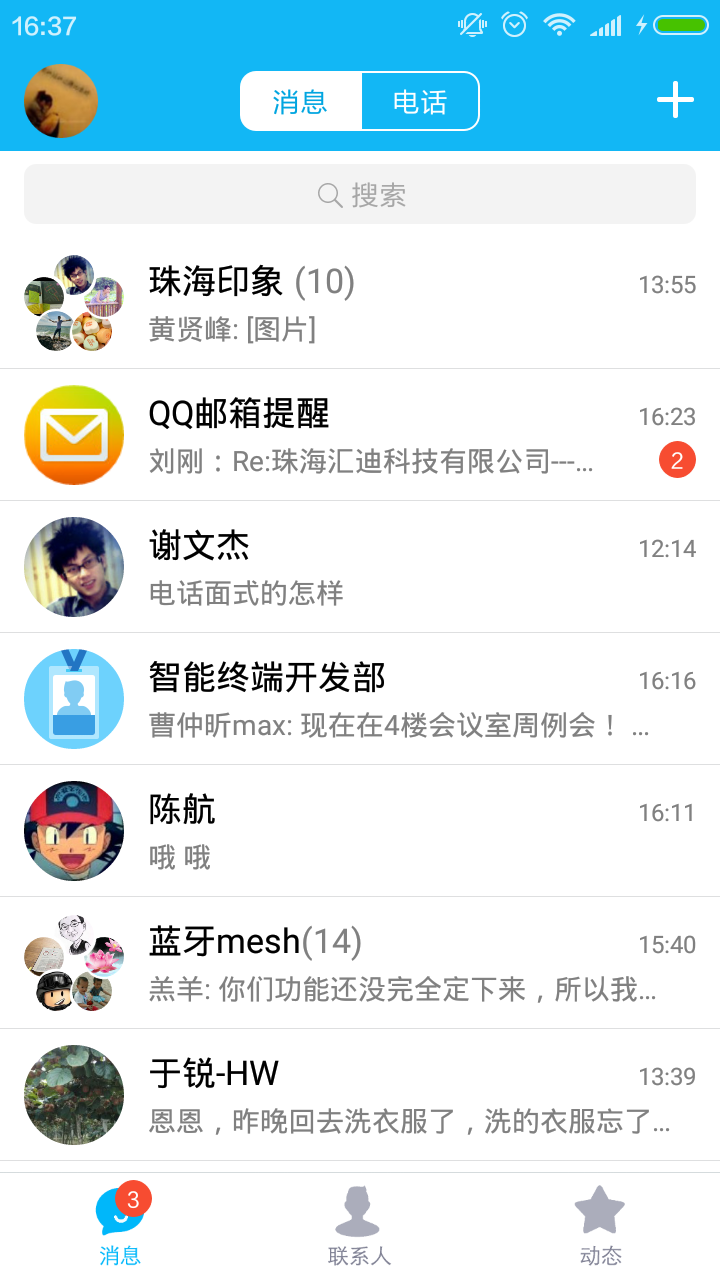 16:37
消息 电话
搜索
珠海印象 (10) 13:55
黄贤峰: [图片]
QQ邮箱提醒 16:23
刘刚：Re:珠海汇迪科技有限公司---... 2
谢文杰 12:14
电话面式的怎样
智能终端开发部 16:16
曹仲昕max: 现在在4楼会议室周例会！ ...
陈航 16:11
哦 哦
蓝牙mesh(14) 15:40
羔羊: 你们功能还没完全定下来，所以我...
于锐-HW 13:39
恩恩，昨晚回去洗衣服了，洗的衣服忘了...
3
消息 联系人 动态